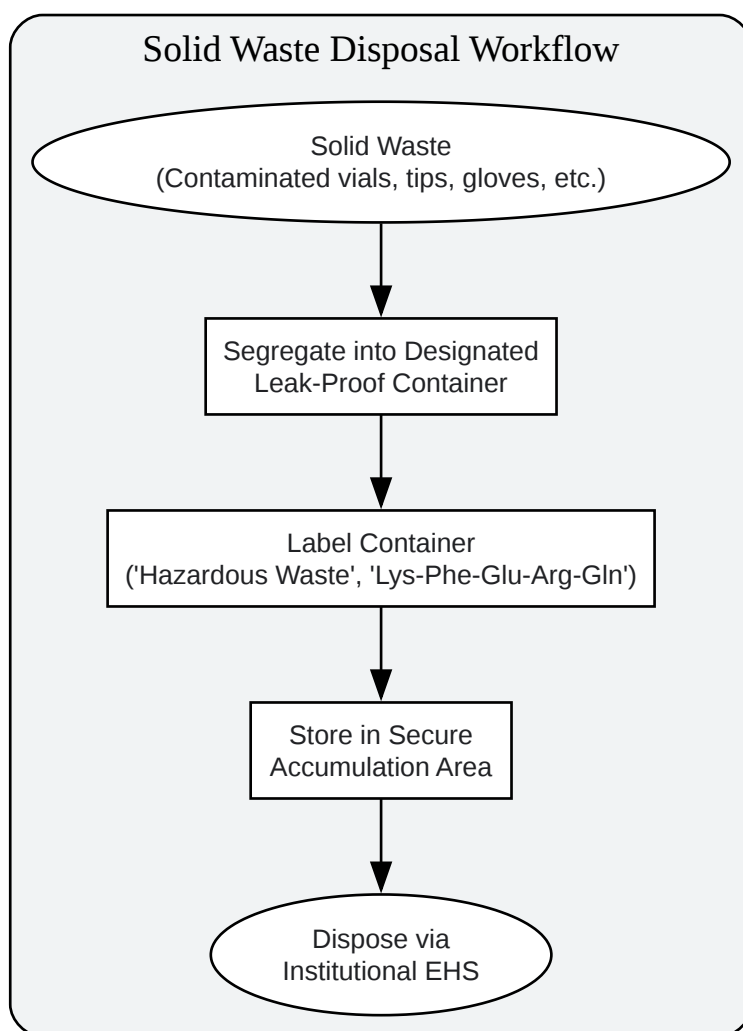 Solid Waste Disposal Workflow
Solid Waste
(Contaminated vials, tips, gloves, etc.)
Segregate into Designated
Leak-Proof Container
Label Container
('Hazardous Waste', 'Lys-Phe-Glu-Arg-Gln')
Store in Secure
Accumulation Area
Dispose via
Institutional EHS